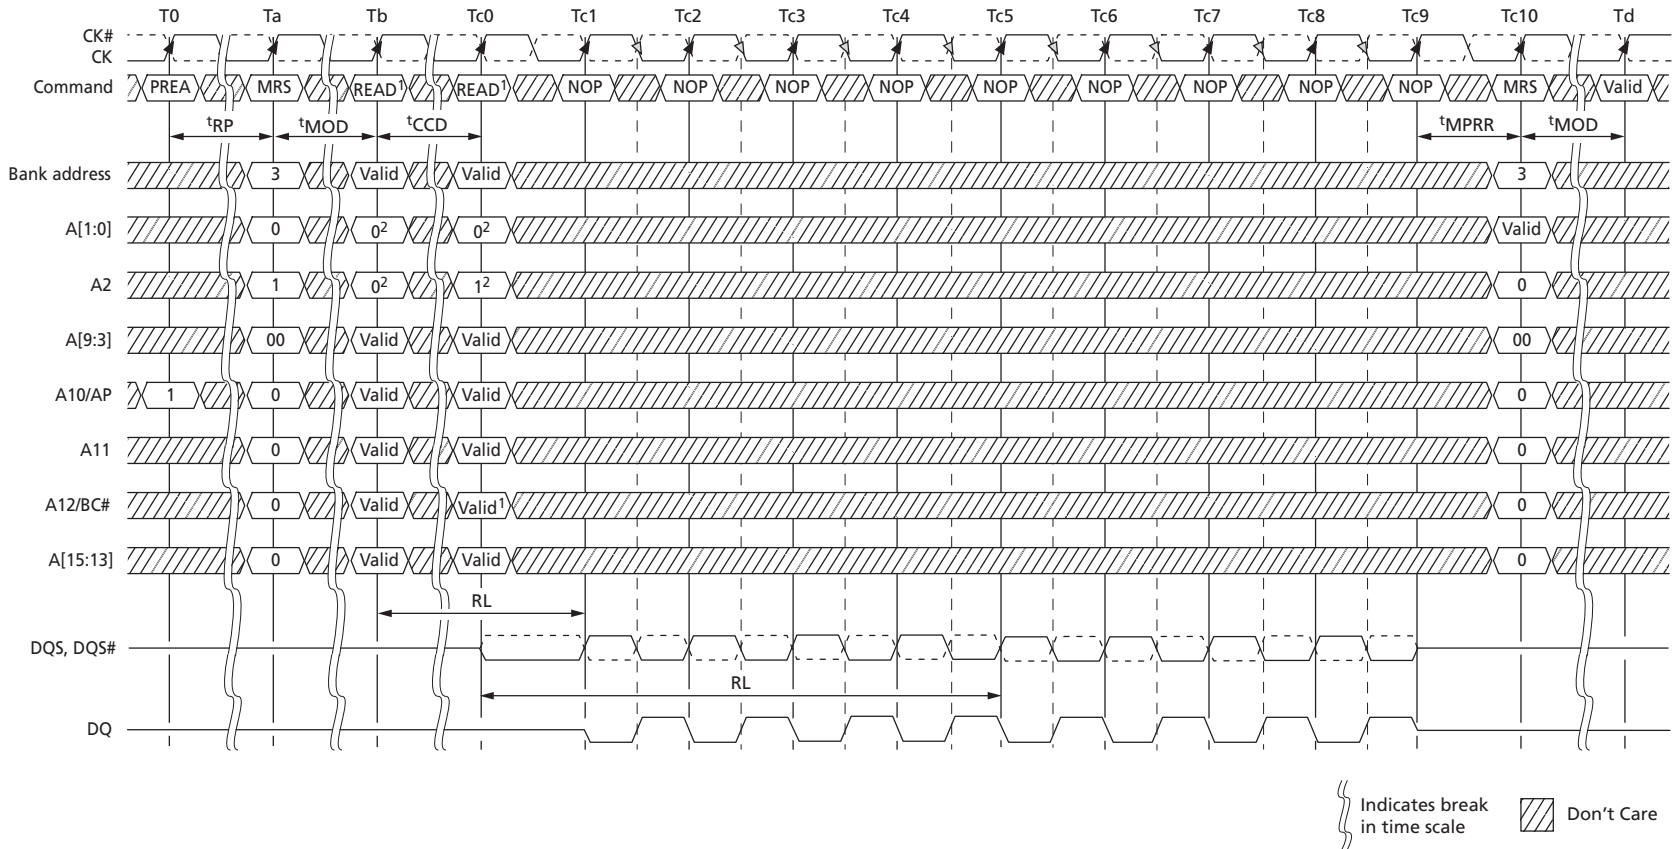 T0 Ta Tb Tc0 Tc1 Tc2 Tc3 Tc4 Tc5 Tc6 Tc7 Tc8 Tc9 Tc10 Td
CK#
CK
Command PREA MRS READ1 READ1 NOP NOP NOP NOP NOP NOP NOP NOP NOP MRS Valid
tRP tMOD tCCD tMPRR tMOD
Bank address 3 Valid Valid 3
A[1:0] 0 02 02 Valid
A2 1 02 12 0
A[9:3] 00 Valid Valid 00
A10/AP 1 0 Valid Valid 0
A11 0 Valid Valid 0
A12/BC# 0 Valid Valid1 0
A[15:13] 0 Valid Valid 0
RL
DQS, DQS#
RL
DQ
Indicates break
in time scale
Don't Care